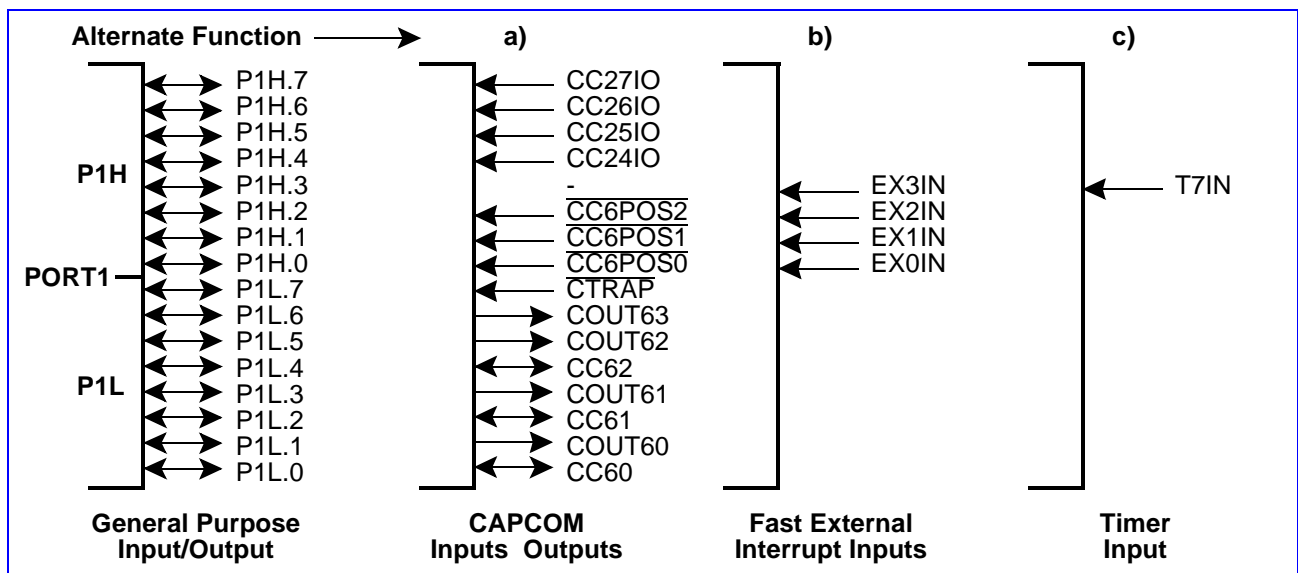 Alternate Function a) b) c)
P1H.7 CC27IO
P1H.6 CC26IO
P1H.5 CC25IO
P1H.4 CC24IO
P1H P1H.3 - EX3IN T7IN
P1H.2 CC6POS2 EX2IN
P1H.1 CC6POS1 EX1IN
P1H.0 CC6POS0 EX0IN
PORT1
P1L.7 CTRAP
P1L.6 COUT63
P1L.5 COUT62
P1L.4 CC62
P1L P1L.3 COUT61
P1L.2 CC61
P1L.1 COUT60
P1L.0 CC60
General Purpose CAPCOM Fast External Timer
Input/Output Inputs Outputs Interrupt Inputs Input